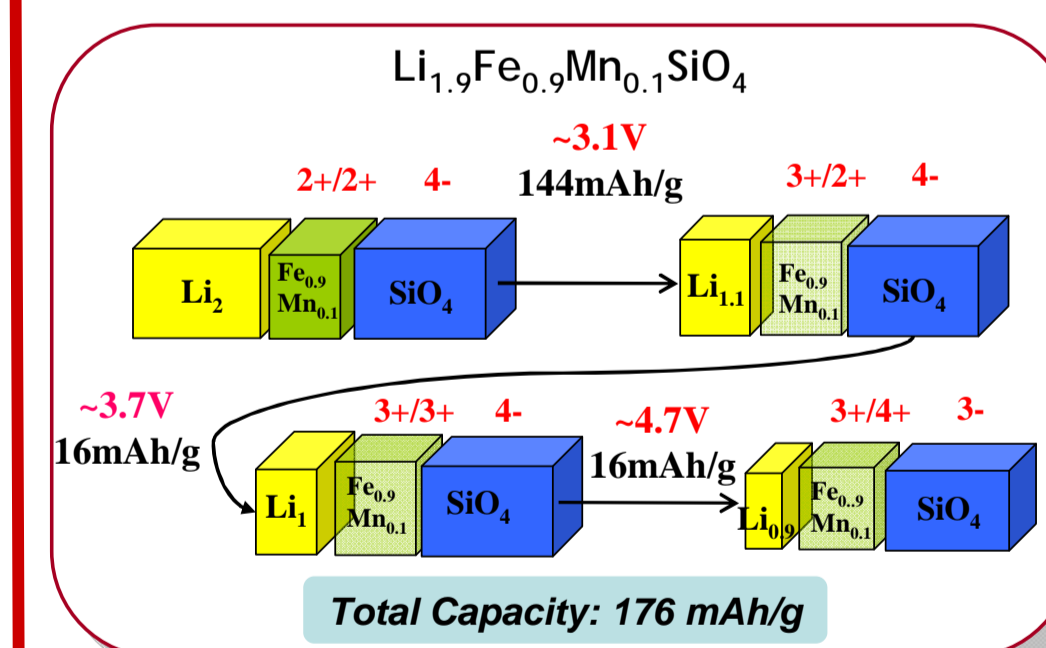 Li1.9Fe0.9Mn0.1SiO4
~3.1V
144mAh/g
2+/2+ 4-
3+/2+ 4-
Li2
Fe0.9
Mn0.1
SiO4
Li1.1
Fe0.9
Mn0.1
SiO4
~3.7V
16mAh/g
3+/3+ 4-
~4.7V
16mAh/g
3+/4+ 3-
Li1
Fe0.9
Mn0.1
SiO4
Li0.9
Fe0..9
Mn0.1
SiO4
Total Capacity: 176 mAh/g